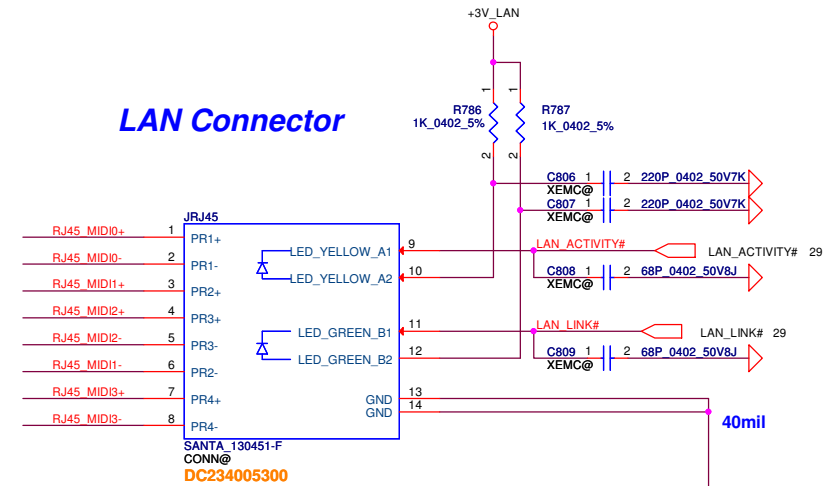 +3V_LAN
LAN Connector
1 1
R786 R787
1K_0402_5% 1K_0402_5%
2 2
C806 1 2 220P_0402_50V7K
XEMC@
C807 1 2 220P_0402_50V7K
XEMC@
JRJ45
RJ45_MIDI0+ 1 PR1+
RJ45_MIDI0- 2 PR1-
RJ45_MIDI1+ 3 PR2+
RJ45_MIDI2+ 4 PR3+
RJ45_MIDI2- 5 PR3-
RJ45_MIDI1- 6 PR2-
RJ45_MIDI3+ 7 PR4+
RJ45_MIDI3- 8 PR4-
LED_YELLOW_A1 9 LAN_ACTIVITY# LAN_ACTIVITY# 29
LED_YELLOW_A2 10
C808 1 2 68P_0402_50V8J
XEMC@
LED_GREEN_B1 11 LAN_LINK# LAN_LINK# 29
LED_GREEN_B2 12
C809 1 2 68P_0402_50V8J
XEMC@
GND 13
GND 14
40mil
SANTA_130451-F
CONN@
DC234005300